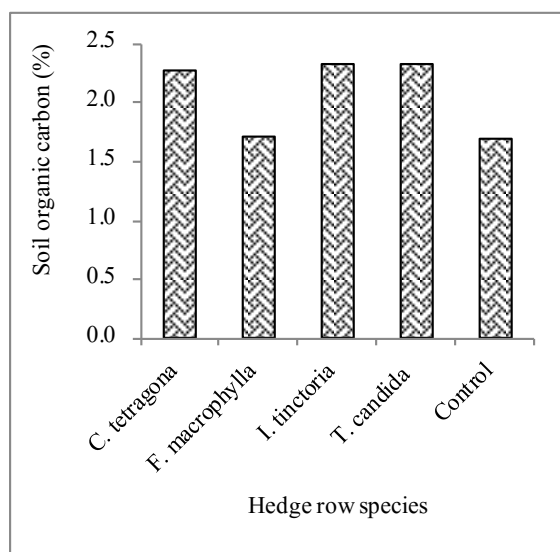 Soil organic carbon (%)
2.5
2.0
1.5
1.0
0.5
0.0
C. tetragona
F. macrophylla
I. tinctoria
T. candida
Control
Hedge row species